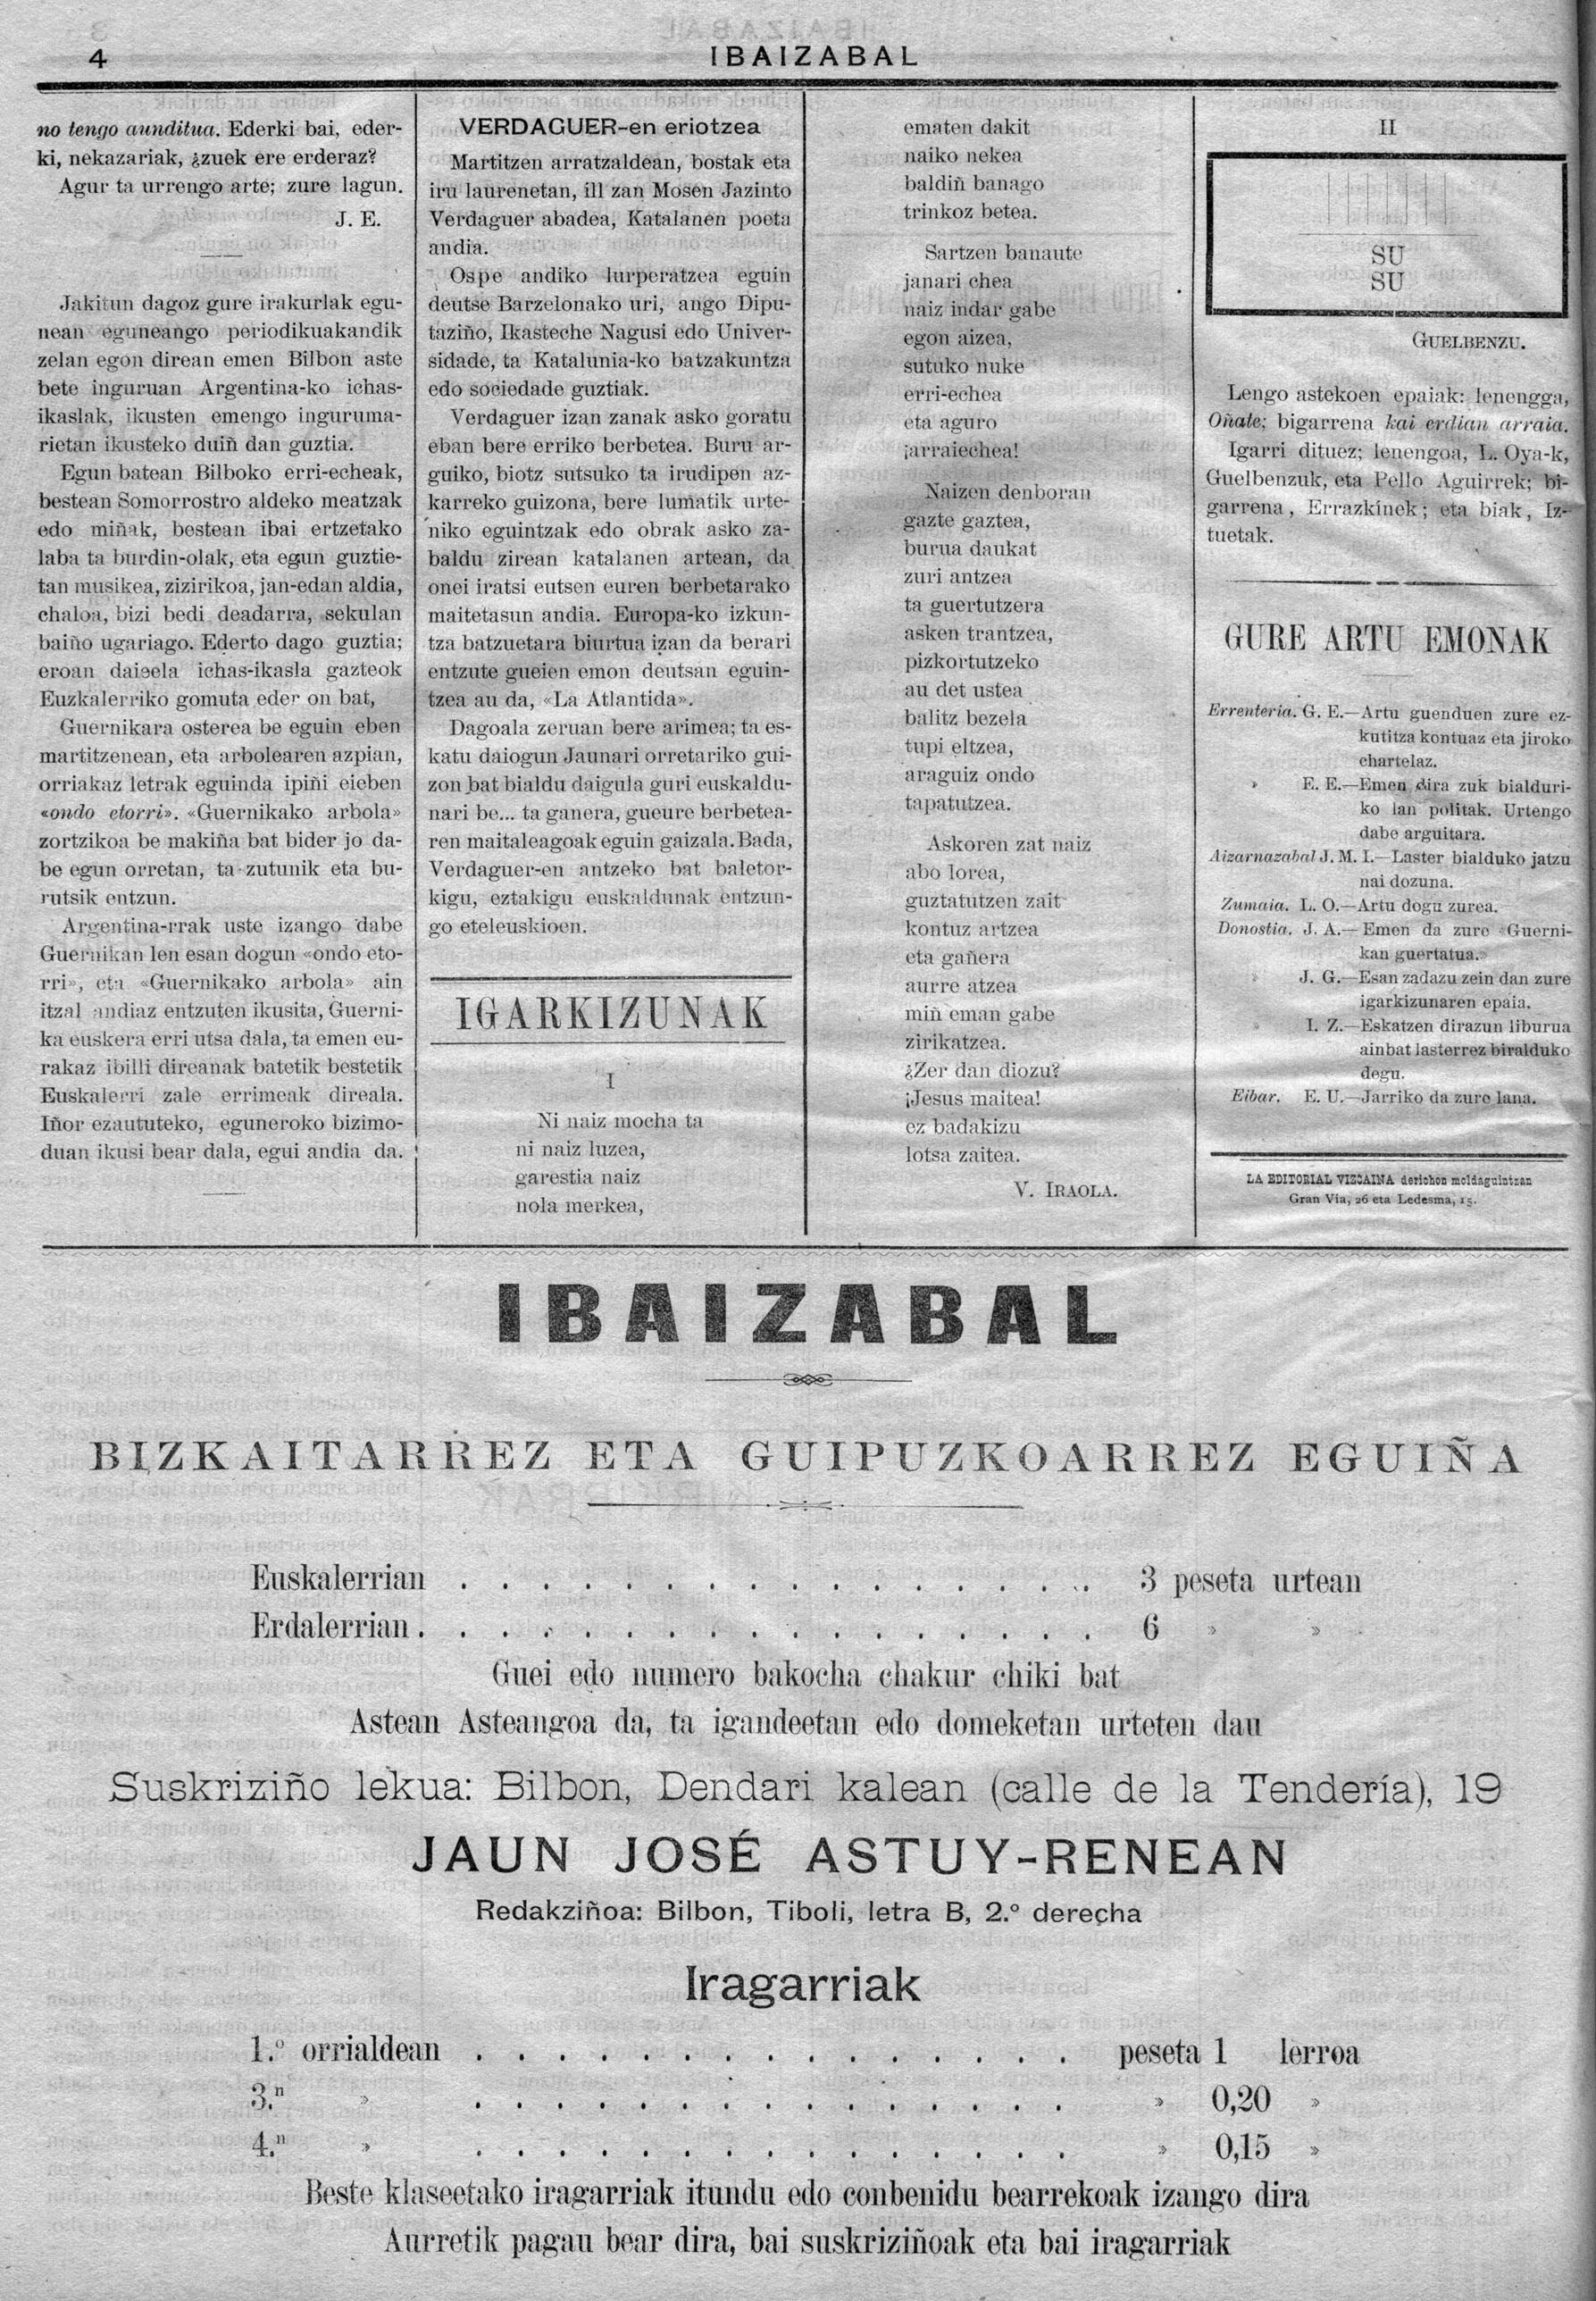 4
IBAIZABAL
no tengo aunditua. Ederki bai, eder-
ki, nekazariak, ¿zuek ere erderaz?
Agur ta urrengo arte; zure lagun.
J. E.
Jakitun dagoz gure irakurlak egu-
nean eguneango periodikuakandik
zelan egon direan emen Bilbon aste
bete inguruan Argentina-ko ichas-
ikaslak, ikusten emengo inguruma-
rietan ikusteko duiñ dan guztia.
Egun batean Bilboko erri-echeak,
bestean Somorrostro aldeko meatzak
edo miñak, bestean ibai ertzetako
laba ta burdin-olak, eta egun guztie-
tan musikea, zizirikoa, jan-edan aldia,
chaloa, bizi bedi deadarra, sekulan
baiño ugariago. Ederto dago guztia;
eroan daisela ichas-ikasla gazteok
Euzkalerriko gomuta eder on bat,
Guernikara osterea be eguin eben
martitzenean, eta arbolearen azpian,
orriakaz letrak eguinda ipiñi eieben
«ondo etorri». «Guernikako arbola»
zortzikoa be makiña bat bider jo da-
be egun orretan, ta zutunik eta bu-
rutsik entzun.
Argentina-rrak uste izango dabe
Guernikan len esan dogun «ondo eto-
rri», eta «Guernikako arbola» ain
itzal andiaz entzuten ikusita, Guerni-
ka euskera erri utsa dala, ta emen eu-
rakaz ibilli direanak batetik bestetik
Euskalerri zale errimeak direala.
Iñor ezaututeko, eguneroko bizimo-
duan ikusi bear dala, egui andia da.
VERDAGUER-en eriotzea
Martitzen arratzaldean, bostak eta
iru laurenetan, ill zan Mosen Jazinto
Verdaguer abadea, Katalanen poeta
andia.
Ospe andiko lurperatzea eguin
deutse Barzelonako uri, ango Dipu-
taziño, Ikasteche Nagusi edo Univer-
sidade, ta Katalunia-ko batzakuntza
edo sociedade guztiak.
Verdaguer izan zanak asko goratu
eban bere erriko berbetea. Buru ar-
guiko, biotz sutsuko ta irudipen az-
karreko guizona, bere lumatik urte-
niko eguintzak edo obrak asko za-
baldu zirean katalanen artean, da
onei iratsi eutsen euren berbetarako
maitetasun andia. Europa-ko izkun-
tza batzuetara biurtua izan da berari
entzute gueien emon deutsan eguin-
tzea au da, «La Atlantida».
Dagoala zeruan bere arimea; ta es-
katu daiogun Jaunari orretariko gui-
zon bat bialdu daigula guri euskaldu-
nari be... ta ganera, gueure berbetea-
ren maitaleagoak eguin gaizala. Bada,
Verdaguer-en antzeko bat baletor-
kigu, eztakigu euskaldunak entzun-
go eteleuskioen.
IGARKIZUNAK
I
Ni naiz mocha ta
ni naiz luzea,
garestia naiz
nola merkea,
ematen dakit
naiko nekea
baldiñ banago
trinkoz betea.
Sartzen banaute
janari chea
naiz indar gabe
egon aizea,
sutuko nuke
erri-echea
eta aguro
¡arraiechea!
Naizen denboran
gazte gaztea,
burua daukat
zuri antzea
ta guertutzera
asken trantzea,
pizkortutzeko
au det ustea
balitz bezela
tupi eltzea,
araguiz ondo
tapatutzea.
Askoren zat naiz
abo lorea,
guztatutzen zait
kontuz artzea
eta gañera
aurre atzea
miñ eman gabe
zirikatzea.
¿Zer dan diozu?
¡Jesus maitea!
ez badakizu
lotsa zaitea.
V. IRAOLA.
II
SU
SU
GUELBENZU.
Lengo astekoen epaiak: lenengga,
Oñate; bigarrena kai erdian arraia.
Igarri dituez; lenengoa, L. Oya-k,
Guelbenzuk, eta Pello Aguirrek; bi-
garrena, Errazkinek; eta biak, Iz-
tuetak.
GURE ARTU EMONAK
Errenteria. G. E.—Artu guenduen zure ez-
kutitza kontuaz eta jiroko
chartelaz.
» E. E.—Emen dira zuk bialduri-
ko lan politak. Urtengo
dabe arguitara.
Aizarnazabal J. M. I.—Laster bialduko jatzu
nai dozuna.
Zumaia. L. O.—Artu dogu zurea.
Donostia. J. A.—Emen da zure «Guerni-
kan guertatua.»
» J. G.—Esan zadazu zein dan zure
igarkizunaren epaia.
» I. Z.—Eskatzen dirazun liburua
ainbat lasterrez biralduko
degu.
Eibar. E. U.—Jarriko da zure lana.
LA EDITORIAL VIZCAINA derichon moldaguintzan
Gran Via, 26 eta Ledesma, 15.
IBAIZABAL
BIZKAITARREZ ETA GUIPUZKOARREZ EGUIÑA
Euskalerrian . . . . . . . . . . . . . . . . 3 peseta urtean
Erdalerrian . . . . . . . . . . . . . . . . . 6 » »
Guei edo numero bakocha chakur chiki bat
Astean Asteangoa da, ta igandeetan edo domeketan urteten dau
Suskriziño lekua: Bilbon, Dendari kalean (calle de la Tendería), 19
JAUN JOSÉ ASTUY-RENEAN
Redakziñoa: Bilbon, Tiboli, letra B, 2.º derecha
Iragarriak
1.º orrialdean . . . . . . . . . . . . . . . peseta 1 lerroa
3.n » . . . . . . . . . . . . . . . » 0,20 »
4.n » . . . . . . . . . . . . . . . » 0,15 »
Beste klaseetako iragarriak itundu edo conbenidu bearrekoak izango dira
Aurretik pagau bear dira, bai suskriziñoak eta bai iragarriak